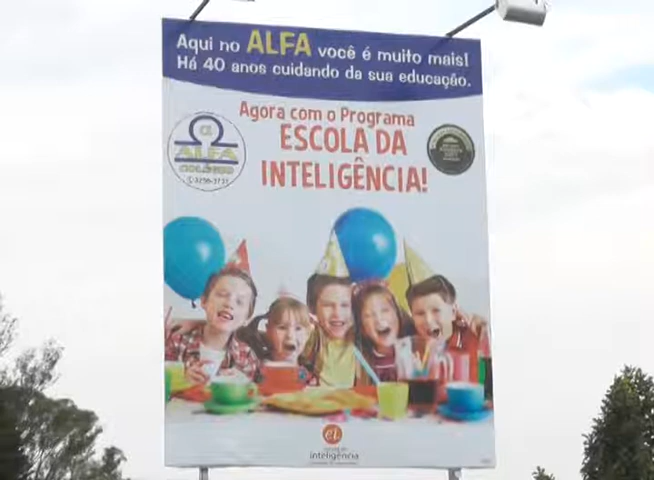 Aqui no ALFA você é muito mais!
Há 40 anos cuidando da sua educação.
Agora com o Programa
ESCOLA DA
INTELIGÊNCIA!
ALFA
COLÉGIO
ei
inteligência